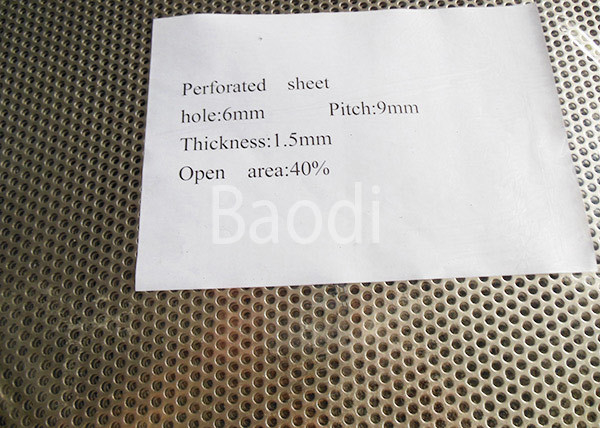 Perforated sheet
hole:6mm Pitch:9mm
Thickness:1.5mm
Open area:40%
Baodi